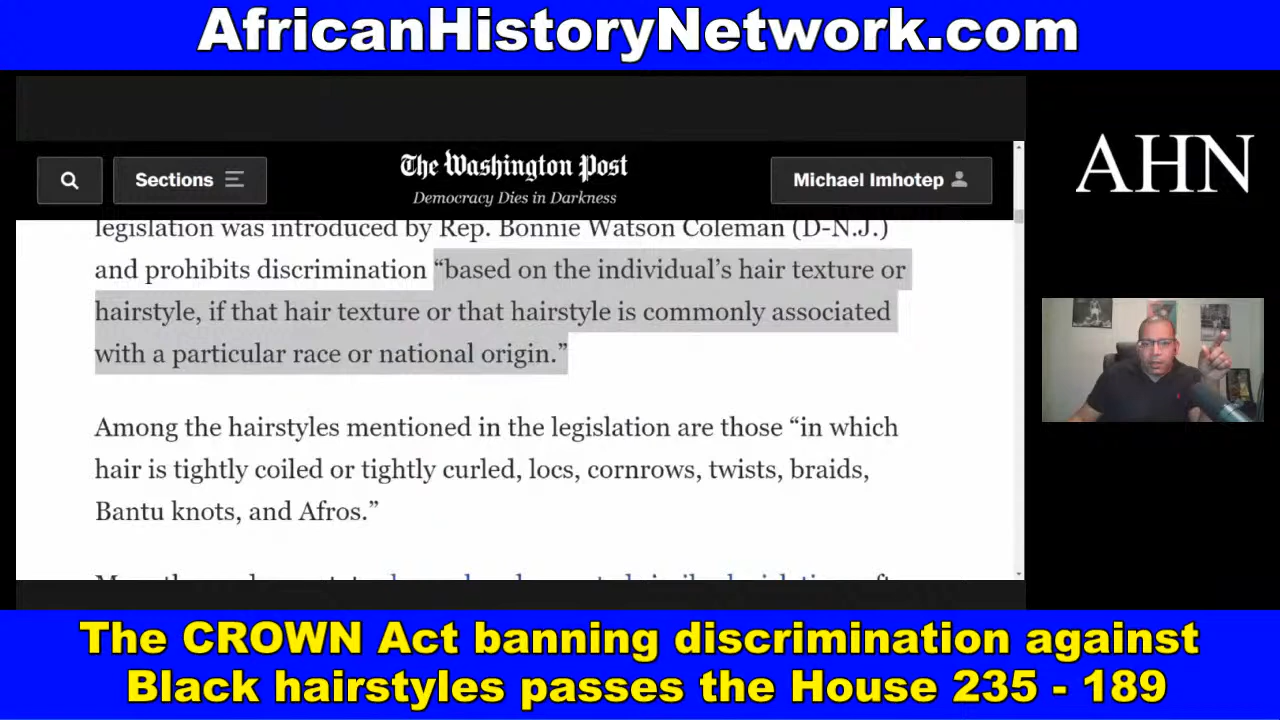 AfricanHistoryNetwork.com
AHN
Sections
The Washington Post
Democracy Dies in Darkness
Michael Imhotep
legislation was introduced by Rep. Bonnie Watson Coleman (D-N.J.)
and prohibits discrimination “based on the individual’s hair texture or
hairstyle, if that hair texture or that hairstyle is commonly associated
with a particular race or national origin.”
Among the hairstyles mentioned in the legislation are those “in which
hair is tightly coiled or tightly curled, locs, cornrows, twists, braids,
Bantu knots, and Afros.”
The CROWN Act banning discrimination against
Black hairstyles passes the House 235 - 189